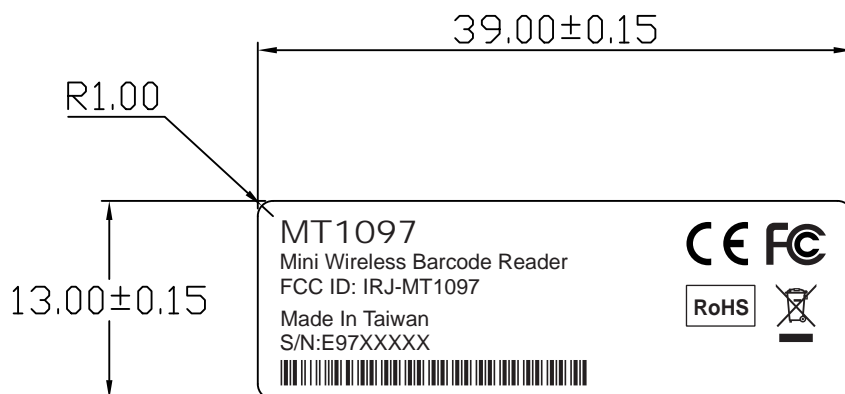 39.00±0.15
R1.00
13.00±0.15
MT1097
Mini Wireless Barcode Reader
FCC ID: IRJ-MT1097
Made In Taiwan
S/N:E97XXXXX
CE FC
RoHS